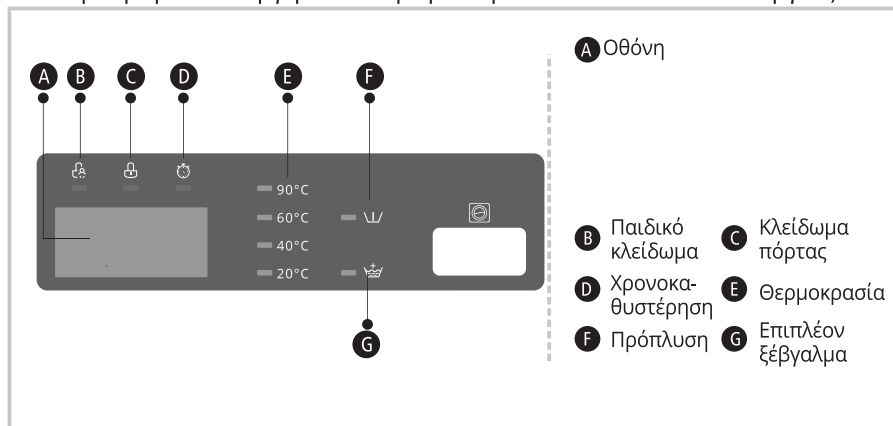 A Οθόνη
A B C D E F
90°C
60°C
40°C
20°C
G
B Παιδικό κλείδωμα
C Κλείδωμα πόρτας
D Χρονοκα-
θυστέρηση
E Θερμοκρασία
F Πρόπλυση
G Επιπλέον ξέβγαλμα